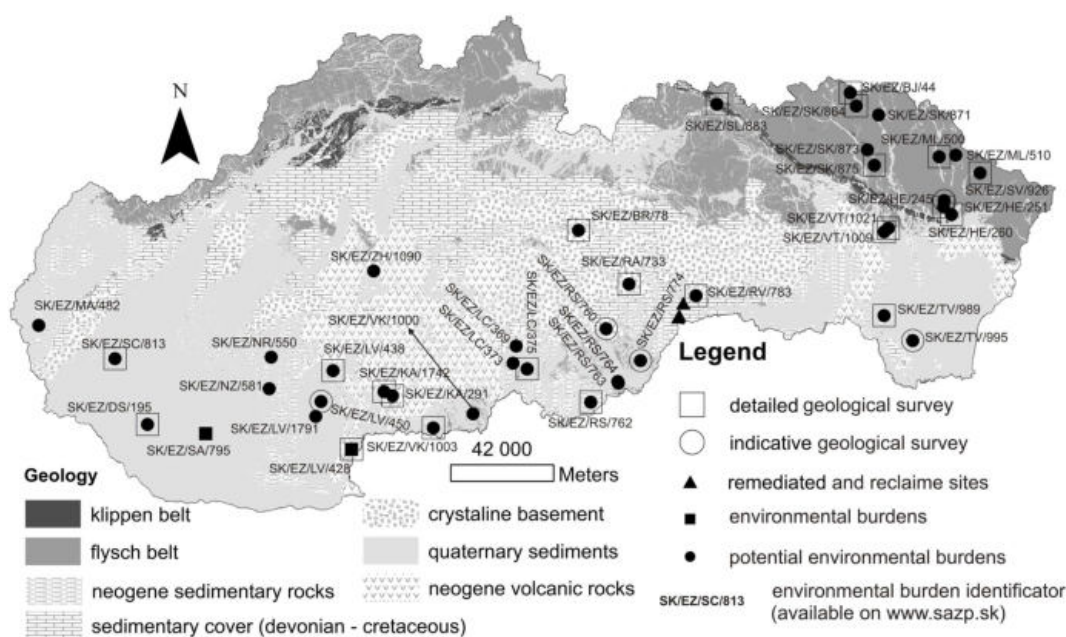 N
SK/EZ/BJ/44
SK/EZ/SK/864
SK/EZ/SK/871
SK/EZ/SL/883
SK/EZ/ML/500
SK/EZ/SK/873
SK/EZ/ML/510
SK/EZ/SK/875
SK/EZ/SV/926
SK/EZ/HE/245
SK/EZ/HE/251
SK/EZ/BR/78
SK/EZ/VT/1021
SK/EZ/HE/260
SK/EZ/VT/1009
SK/EZ/ZH/1090
SK/EZ/RA/733
SK/EZ/RS/774
SK/EZ/RV/783
SK/EZ/MA/482
SK/EZ/VK/1000
SK/EZ/LC/369
SK/EZ/LC/373
SK/EZ/LC375
SK/EZ/RS/760
SK/EZ/RS/764
SK/EZ/RS/763
SK/EZ/TV/989
SK/EZ/TV/995
SK/EZ/SC/813
SK/EZ/NR/550
SK/EZ/LV/438
SK/EZ/KA/1742
SK/EZ/NZ/581
SK/EZ/KA/291
SK/EZ/DS/195
SK/EZ/LV/450
SK/EZ/LV/1791
SK/EZ/RS/762
SK/EZ/SA/795
SK/EZ/VK/1003
SK/EZ/LV/428
42 000
Meters
Geology
klippen belt
flysch belt
neogene sedimentary rocks
sedimentary cover (devonian - cretaceous)
crystaline basement
quaternary sediments
neogene volcanic rocks
Legend
detailed geological survey
indicative geological survey
remediated and reclaime sites
environmental burdens
potential environmental burdens
SK/EZ/SC/813
environmental burden identificator
(available on www.sazp.sk)